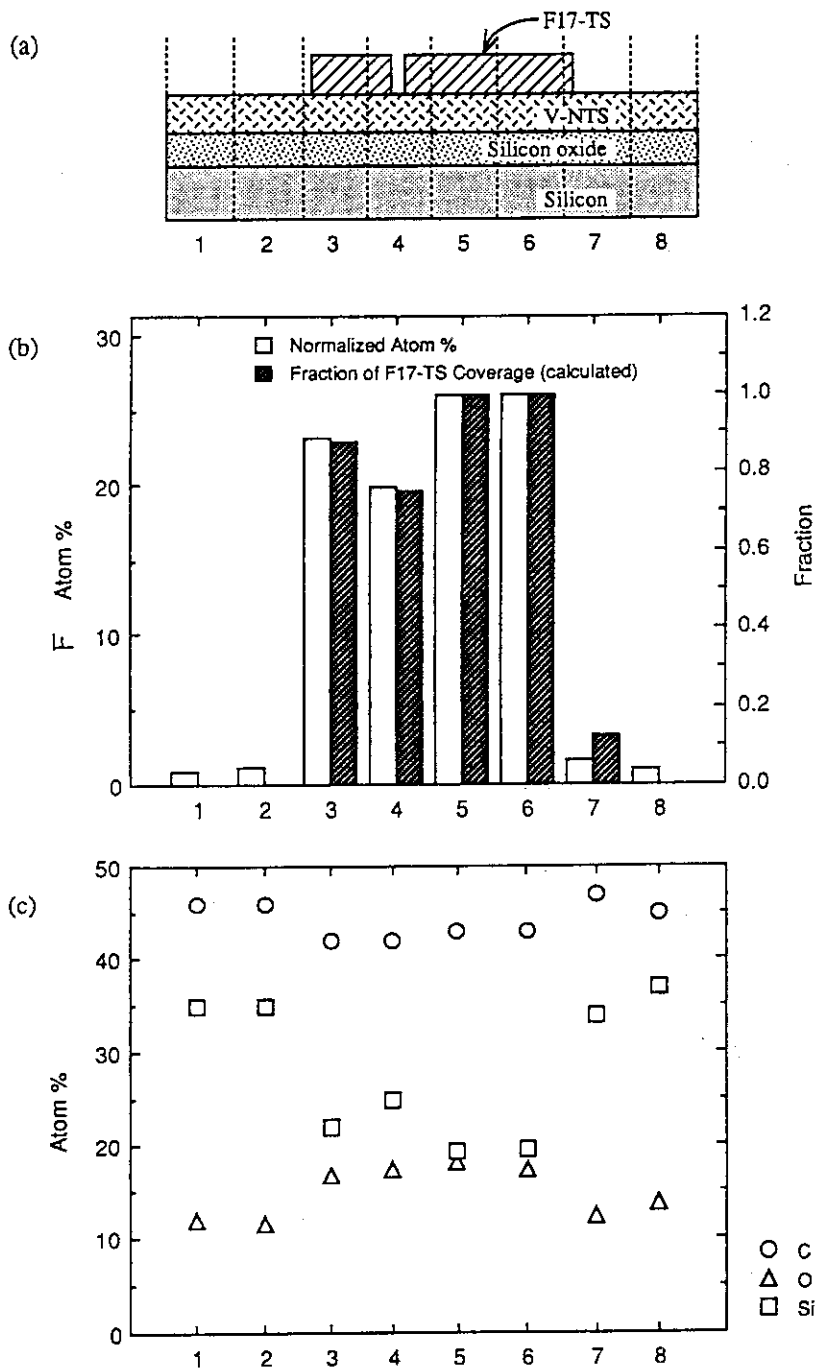 (a)
F17-TS
V-NTS
Silicon oxide
Silicon
1 2 3 4 5 6 7 8
(b)
30
20
10
0
F Atom %
Normalized Atom %
Fraction of F17-TS Coverage (calculated)
1.2
1.0
0.8
0.6
0.4
0.2
0.0
Fraction
1 2 3 4 5 6 7 8
(c)
50
40
30
20
10
0
Atom %
C
O
Si
1 2 3 4 5 6 7 8